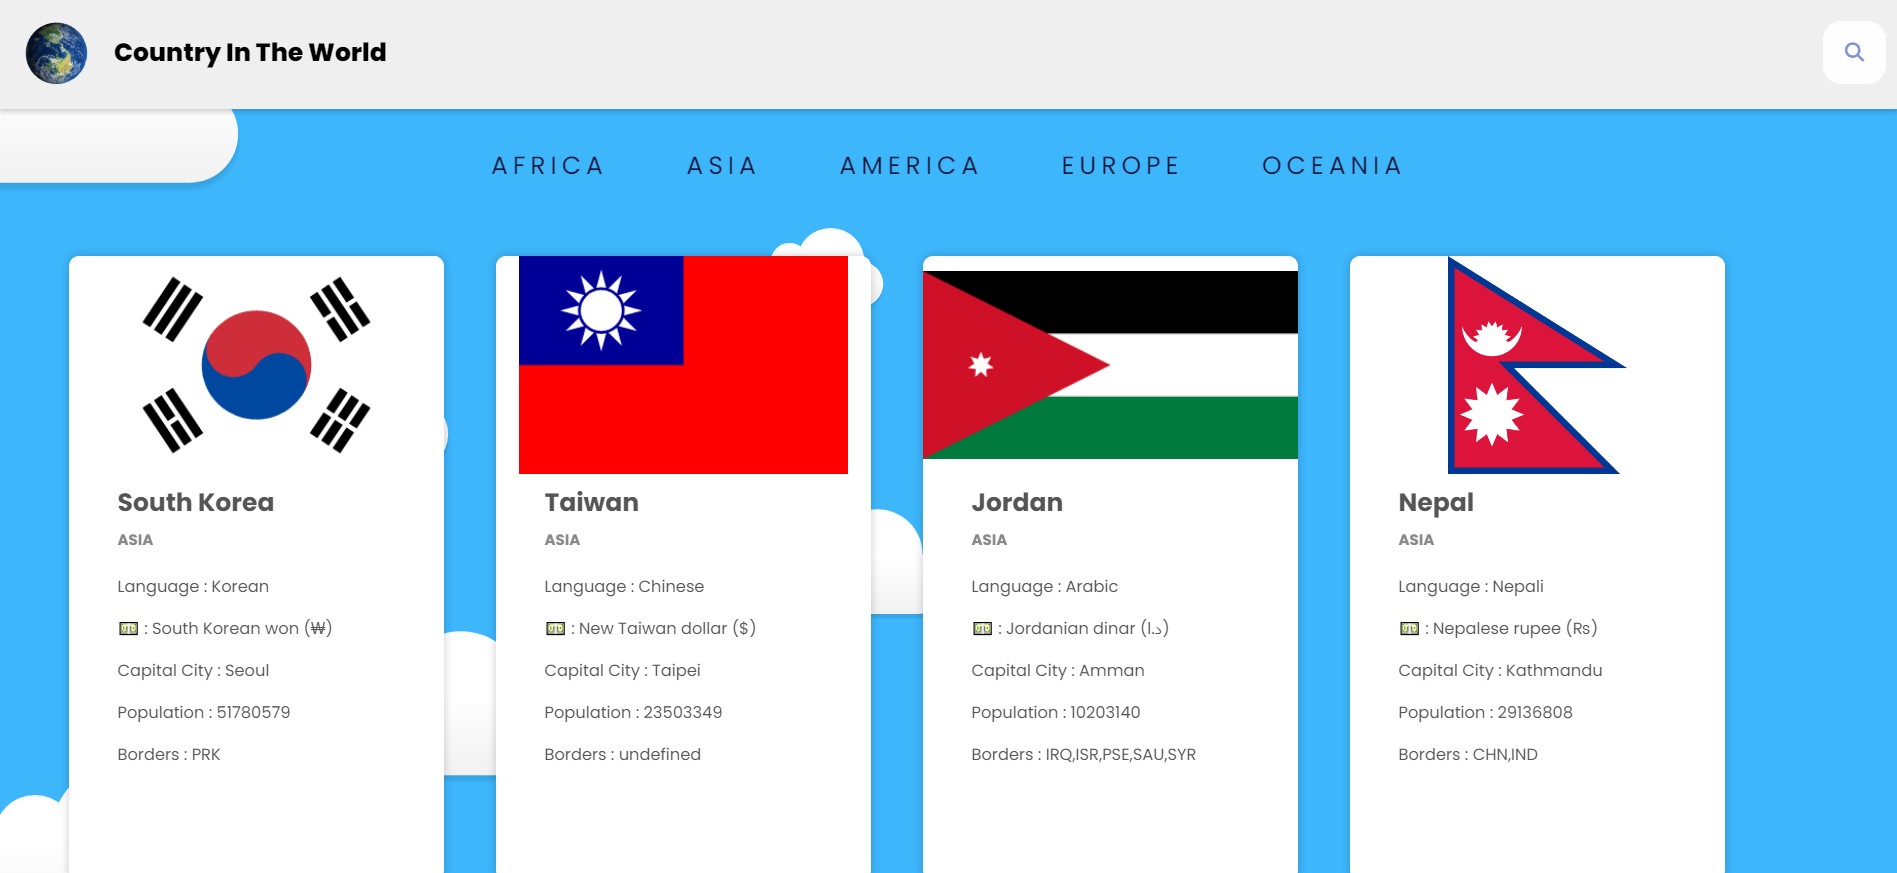 Country In The World
AFRICA ASIA AMERICA EUROPE OCEANIA
South Korea
ASIA
Language : Korean
💵 : South Korean won (₩)
Capital City : Seoul
Population : 51780579
Borders : PRK
Taiwan
ASIA
Language : Chinese
💵 : New Taiwan dollar ($)
Capital City : Taipei
Population : 23503349
Borders : undefined
Jordan
ASIA
Language : Arabic
💵 : Jordanian dinar (د.ا)
Capital City : Amman
Population : 10203140
Borders : IRQ,ISR,PSE,SAU,SYR
Nepal
ASIA
Language : Nepali
💵 : Nepalese rupee (₨)
Capital City : Kathmandu
Population : 29136808
Borders : CHN,IND